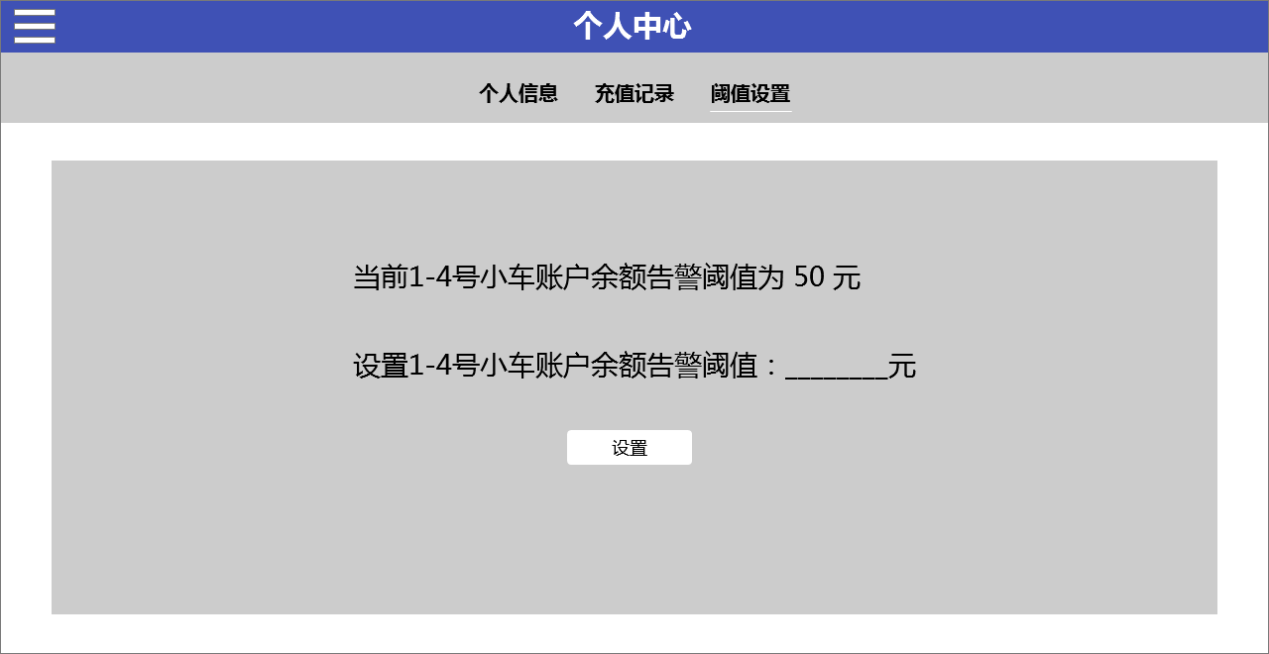 个人中心
个人信息 充值记录 阈值设置
当前1-4号小车账户余额告警阈值为 50 元
设置1-4号小车账户余额告警阈值：________元
设置